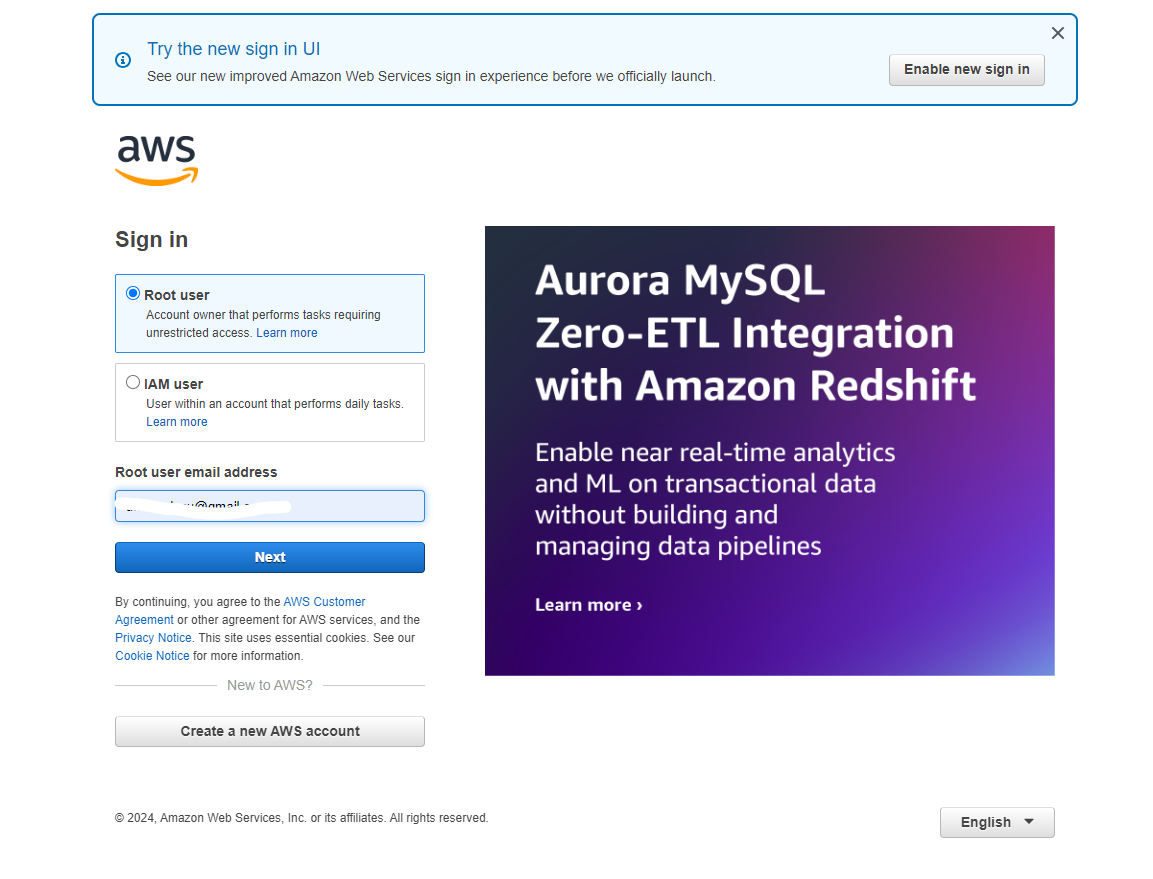 Try the new sign in UI
See our new improved Amazon Web Services sign in experience before we officially launch.
Enable new sign in
aws
Sign in
Root user
Account owner that performs tasks requiring
unrestricted access. Learn more
IAM user
User within an account that performs daily tasks.
Learn more
Root user email address
@gmail
Next
By continuing, you agree to the AWS Customer
Agreement or other agreement for AWS services, and the
Privacy Notice. This site uses essential cookies. See our
Cookie Notice for more information.
New to AWS?
Create a new AWS account
Aurora MySQL
Zero-ETL Integration
with Amazon Redshift
Enable near real-time analytics
and ML on transactional data
without building and
managing data pipelines
Learn more ›
© 2024, Amazon Web Services, Inc. or its affiliates. All rights reserved.
English